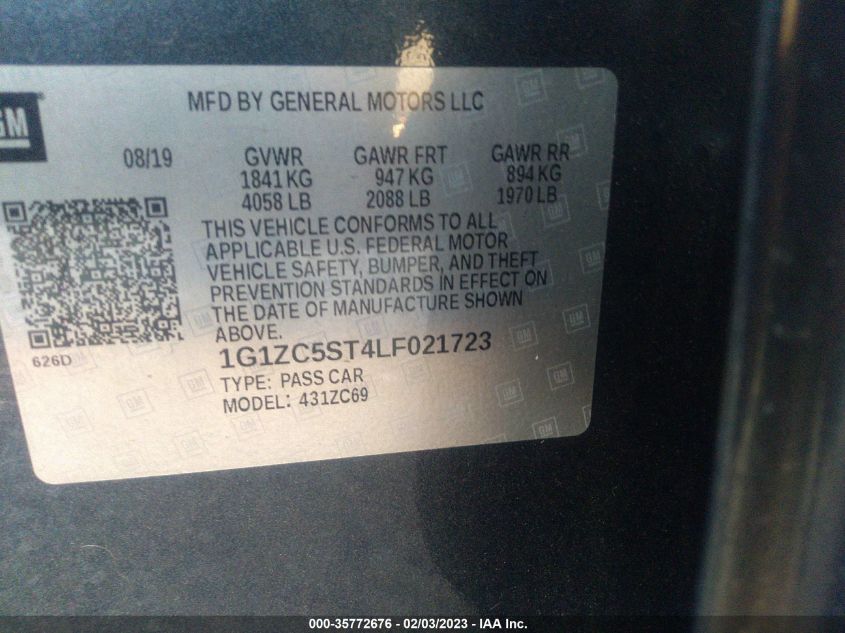 GM
MFD BY GENERAL MOTORS LLC
08/19 GVWR GAWR FRT GAWR RR
1841 KG 947 KG 894 KG
4058 LB 2088 LB 1970 LB
THIS VEHICLE CONFORMS TO ALL
APPLICABLE U.S. FEDERAL MOTOR
VEHICLE SAFETY, BUMPER, AND THEFT
PREVENTION STANDARDS IN EFFECT ON
THE DATE OF MANUFACTURE SHOWN
ABOVE.
626D
1G1ZC5ST4LF021723
TYPE: PASS CAR
MODEL: 431ZC69
000-35772676 - 02/03/2023 - IAA Inc.